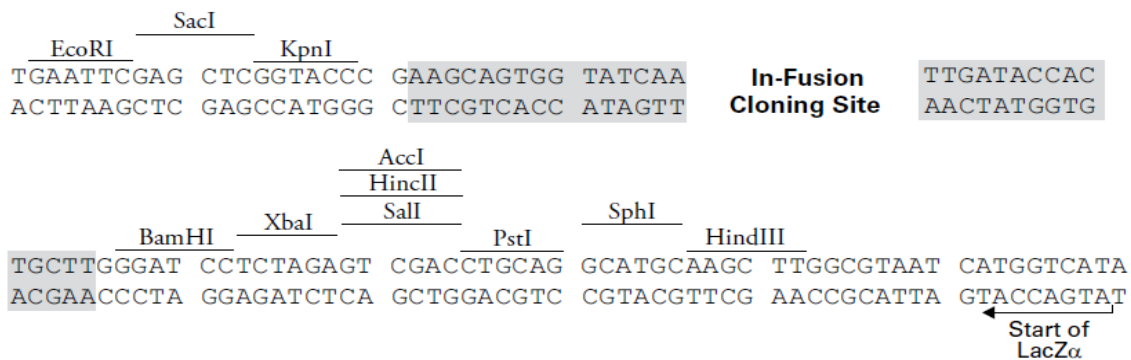 SacI
EcoRI KpnI
TGAATTCGAG CTCGGTACCC GAAGCAGTGG TATCAA In-Fusion TTGATACCAC
ACTTAAGCTC GAGCCATGGG CTTCGTCACC ATAGTT Cloning Site AACTATGGTG
AccI
HincII
XbaI SalI SphI
BamHI PstI HindIII
TGCTTGGGAT CCTCTAGAGT CGACCTGCAG GCATGCAAGC TTGGCGTAAT CATGGTCATA
ACGAACCCTA GGAGATCTCA GCTGGACGTC CGTACGTTCG AACCGCATTA GTACCAGTAT
Start of
LacZα